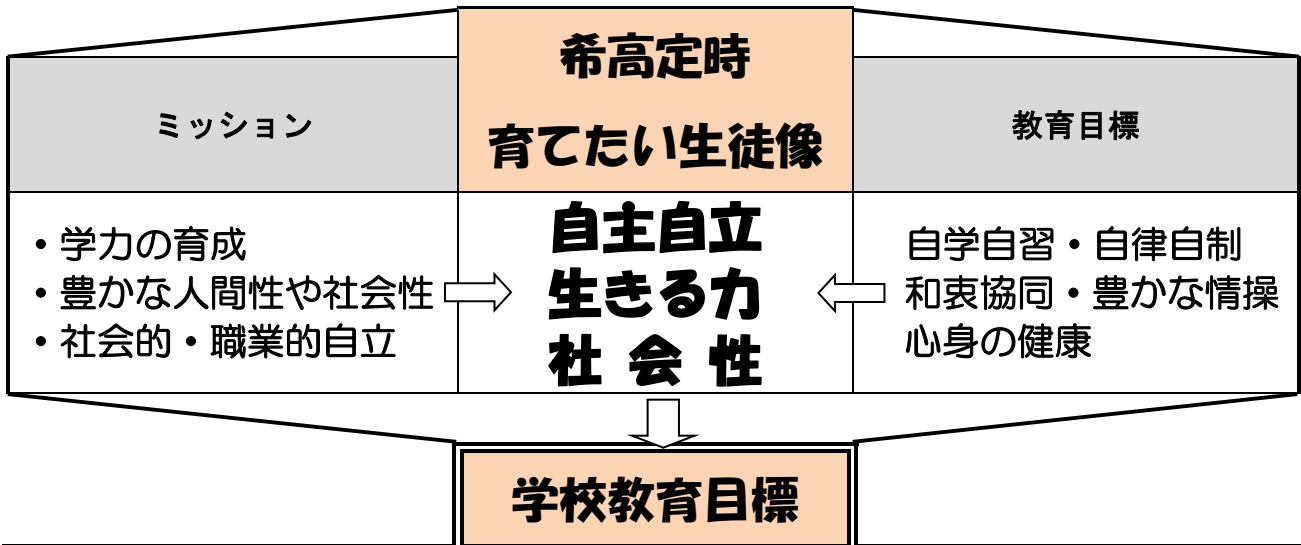 希高定時
育てたい生徒像
ミッション
教育目標
・学力の育成
・豊かな人間性や社会性
・社会的・職業的自立
自主自立
生きる力
社 会 性
自学自習・自律自制
和衷協同・豊かな情操
心身の健康
学校教育目標